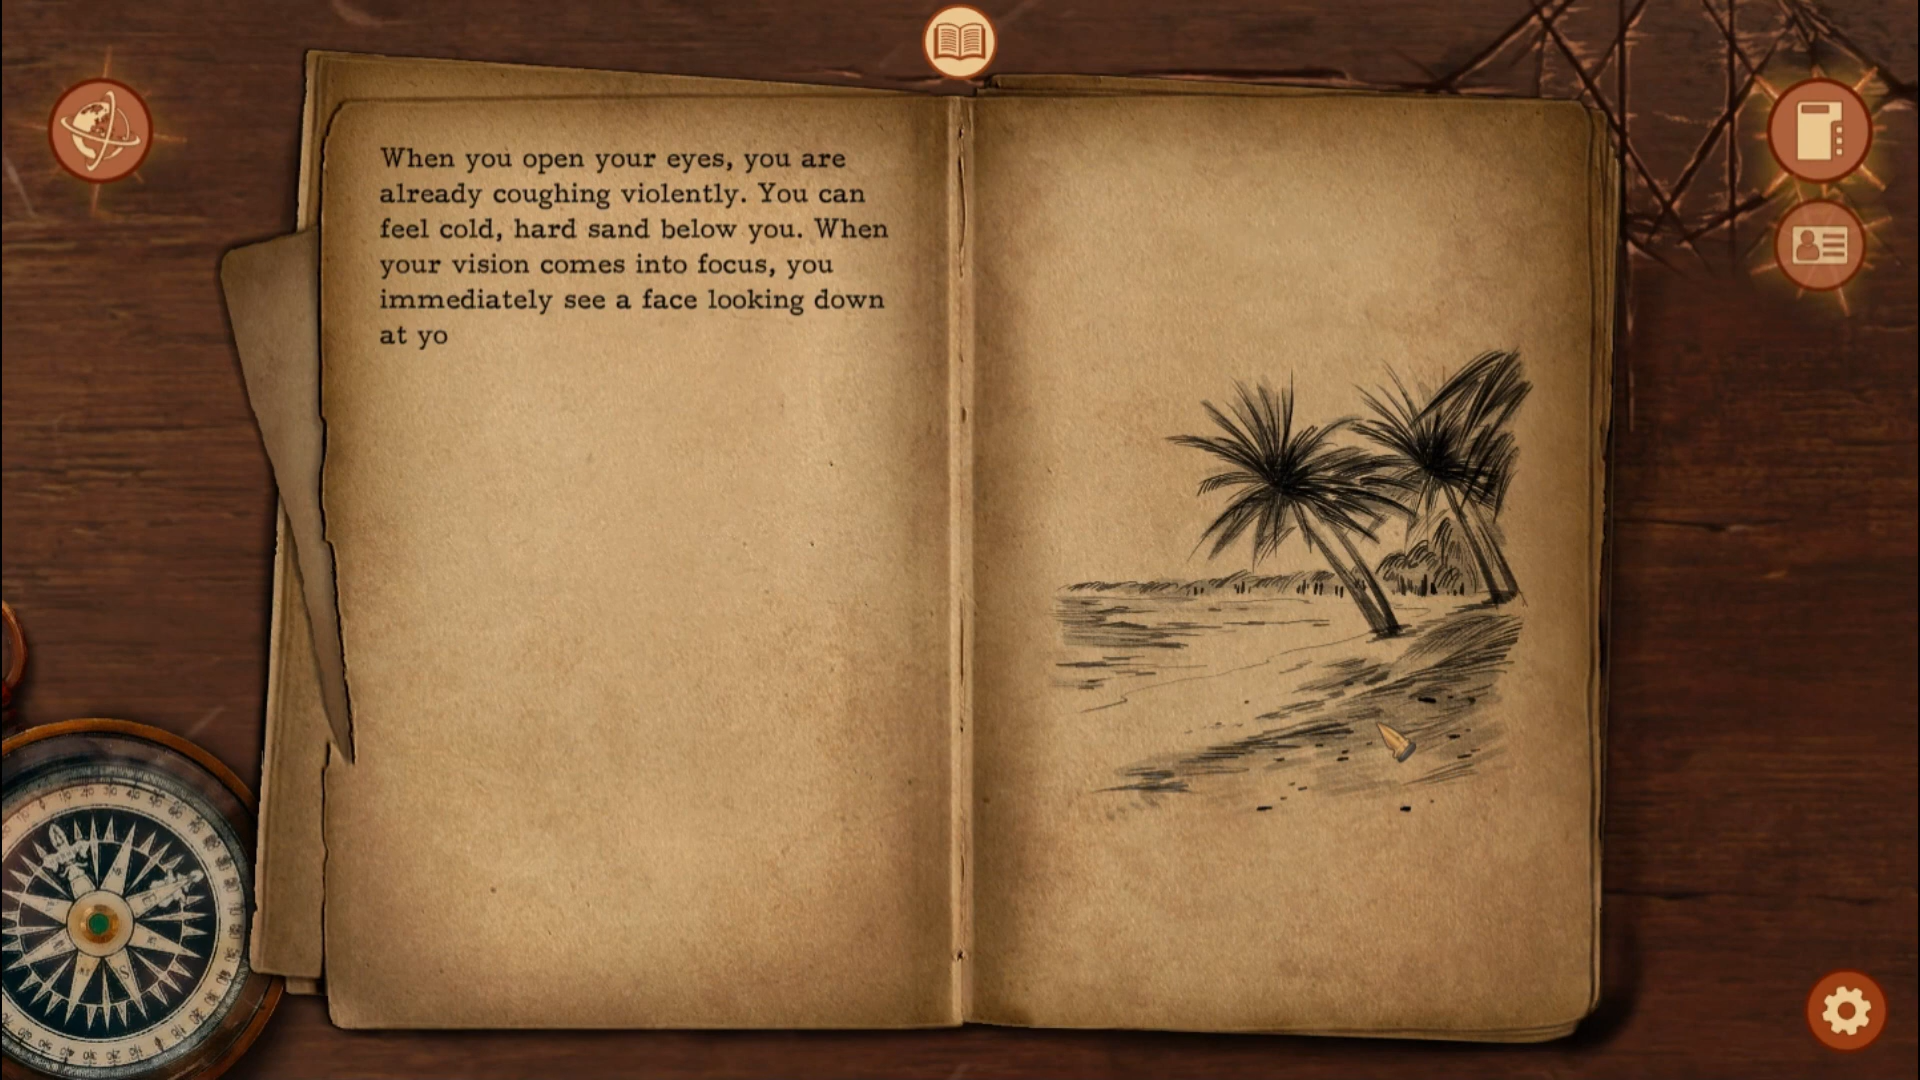 When you open your eyes, you are
already coughing violently. You can
feel cold, hard sand below you. When
your vision comes into focus, you
immediately see a face looking down
at yo